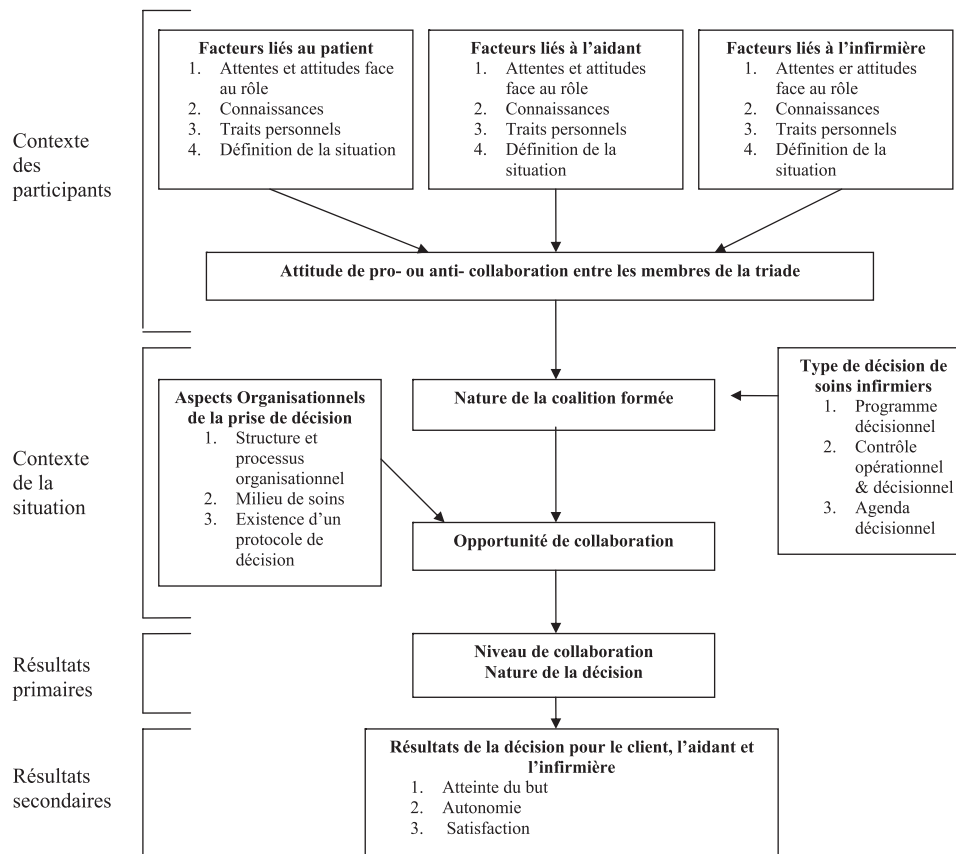 Contexte
des
participants
Facteurs liés au patient
1. Attentes et attitudes face
au rôle
2. Connaissances
3. Traits personnels
4. Définition de la situation
Facteurs liés à l’aidant
1. Attentes et attitudes
face au rôle
2. Connaissances
3. Traits personnels
4. Définition de la
situation
Facteurs liés à l’infirmière
1. Attentes er attitudes
face au rôle
2. Connaissances
3. Traits personnels
4. Définition de la
situation
Attitude de pro- ou anti- collaboration entre les membres de la triade
Contexte
de la
situation
Aspects Organisationnels
de la prise de décision
1. Structure et
processus
organisationnel
2. Milieu de soins
3. Existence d’un
protocole de
décision
Nature de la coalition formée
Type de décision de
soins infirmiers
1. Programme
décisionnel
2. Contrôle
opérationnel
& décisionnel
3. Agenda
décisionnel
Opportunité de collaboration
Résultats
primaires
Niveau de collaboration
Nature de la décision
Résultats
secondaires
Résultats de la décision pour le client, l’aidant et
l’infirmière
1. Atteinte du but
2. Autonomie
3. Satisfaction